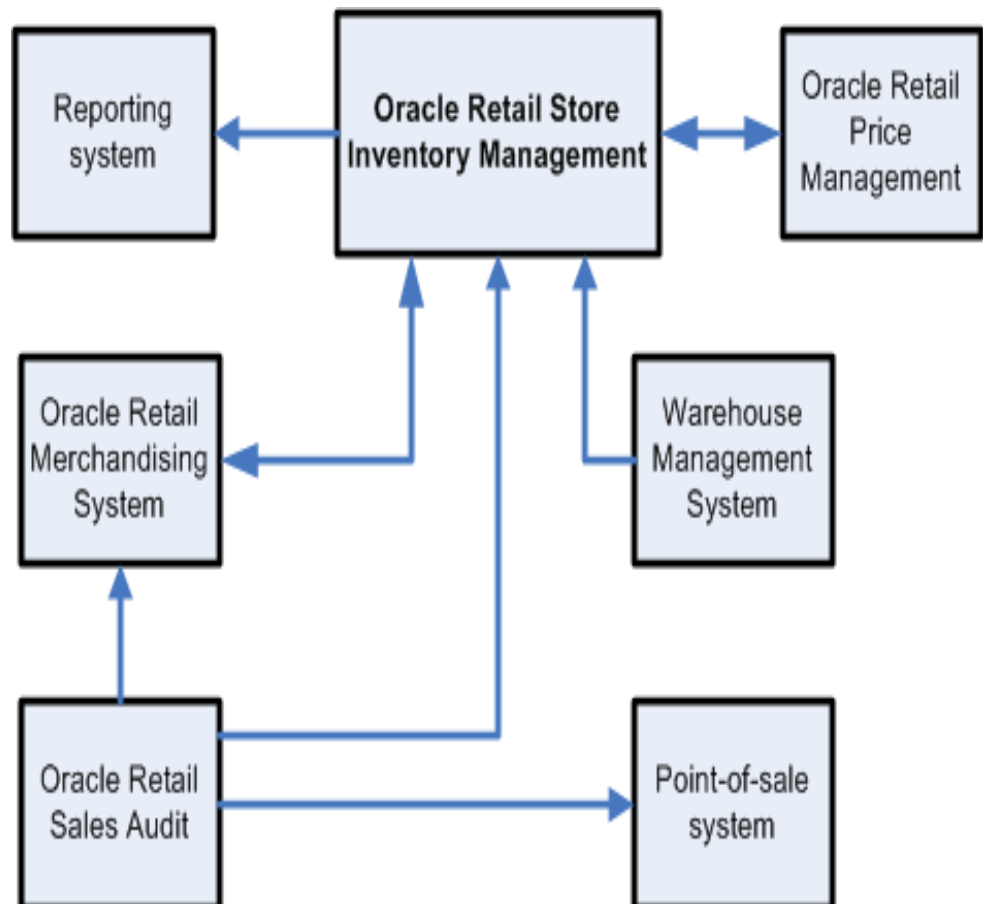 Reporting
system
Oracle Retail Store
Inventory Management
Oracle Retail
Price
Management
Oracle Retail
Merchandising
System
Warehouse
Management
System
Oracle Retail
Sales Audit
Point-of-sale
system